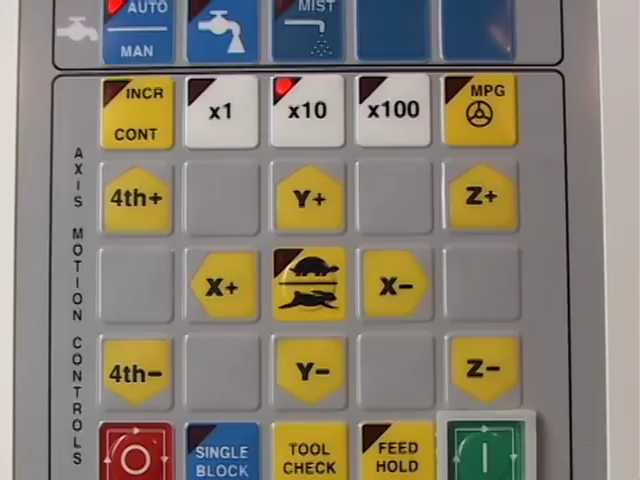 AUTO
MAN
MIST
INCR
CONT
x1
x10
x100
MPG
AXIS MOTION CONTROLS
4th+
Y+
Z+
X+
X-
4th-
Y-
Z-
SINGLE
BLOCK
TOOL
CHECK
FEED
HOLD